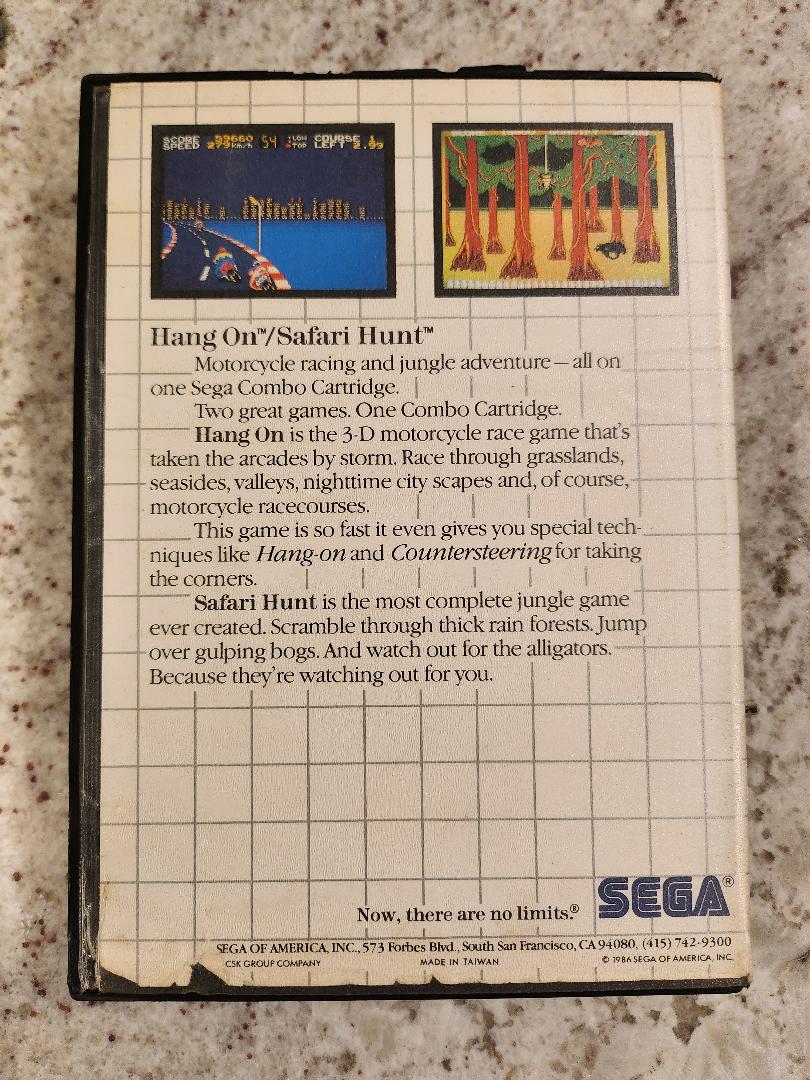 SCORE 59660 54 LOW COURSE 1
SPEED 279km/h TOP LEFT 2.99
Hang On™/Safari Hunt™
Motorcycle racing and jungle adventure — all on
one Sega Combo Cartridge.
Two great games. One Combo Cartridge.
Hang On is the 3-D motorcycle race game that's
taken the arcades by storm. Race through grasslands,
seasides, valleys, nighttime city scapes and, of course,
motorcycle racecourses.
This game is so fast it even gives you special tech-
niques like Hang-on and Countersteering for taking
the corners.
Safari Hunt is the most complete jungle game
ever created. Scramble through thick rain forests. Jump
over gulping bogs. And watch out for the alligators.
Because they're watching out for you.
Now, there are no limits.®
SEGA®
SEGA OF AMERICA, INC., 573 Forbes Blvd., South San Francisco, CA 94080, (415) 742-9300
CSK GROUP COMPANY MADE IN TAIWAN © 1986 SEGA OF AMERICA, INC.